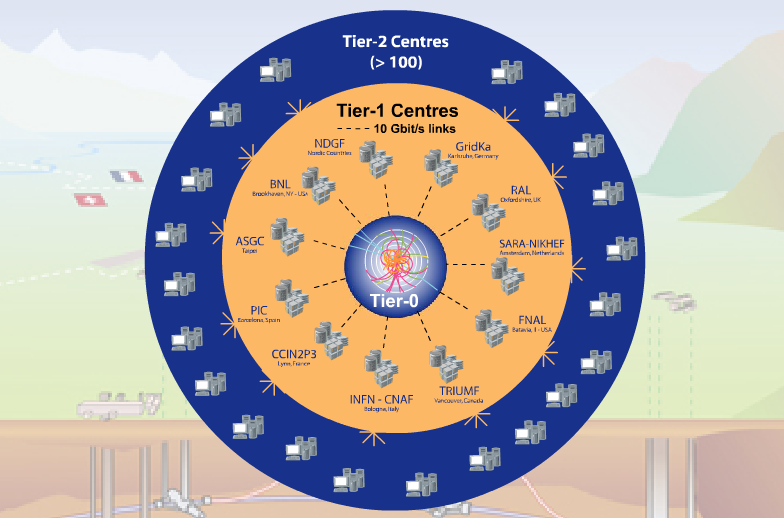 Tier-2 Centres
(> 100)
Tier-1 Centres
10 Gbit/s links
NDGF
Nordic Countries
GridKa
Karlsruhe, Germany
BNL
Brookhaven, NY - USA
RAL
Oxfordshire, UK
ASGC
Taipei
SARA-NIKHEF
Amsterdam, Netherlands
Tier-0
PIC
Barcelona, Spain
FNAL
Batavia, Il - USA
CCIN2P3
Lyon, France
TRIUMF
Vancouver, Canada
INFN - CNAF
Bologna, Italy